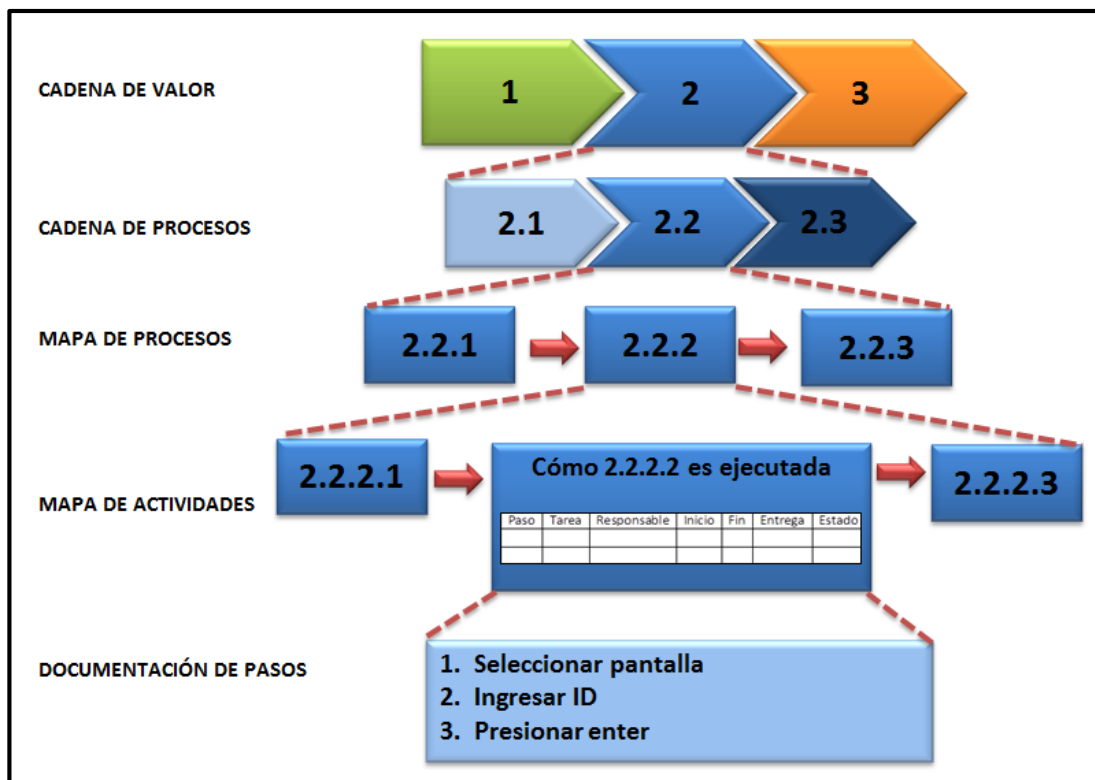 CADENA DE VALOR
1 2 3
CADENA DE PROCESOS
2.1 2.2 2.3
MAPA DE PROCESOS
2.2.1 2.2.2 2.2.3
MAPA DE ACTIVIDADES
2.2.2.1
Cómo 2.2.2.2 es ejecutada
Paso Tarea Responsable Inicio Fin Entrega Estado
2.2.2.3
DOCUMENTACIÓN DE PASOS
1. Seleccionar pantalla
2. Ingresar ID
3. Presionar enter